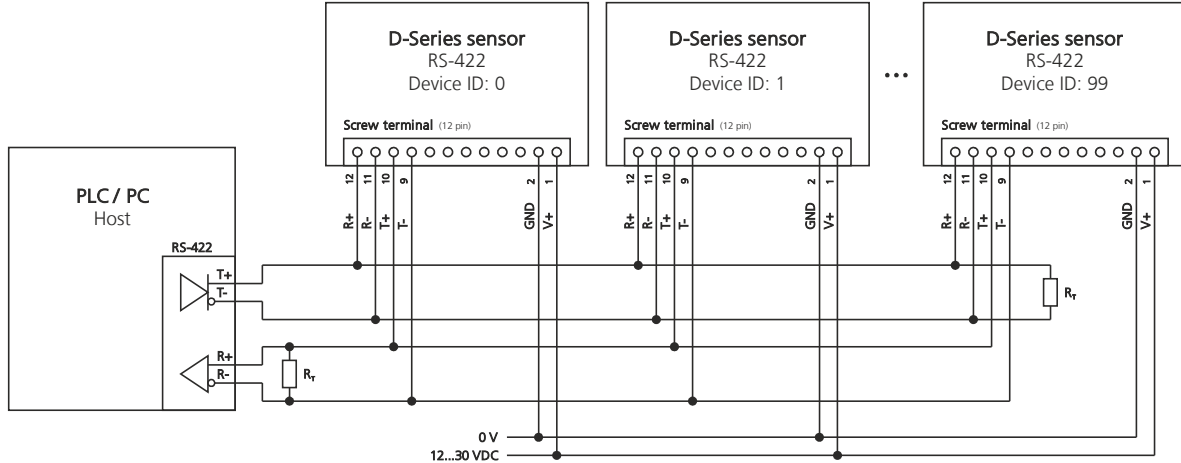 D-Series sensor
RS-422
Device ID: 0
Screw terminal (12 pin)
12
11
10
9
2
1
R+
R-
T+
T-
GND
V+
D-Series sensor
RS-422
Device ID: 1
Screw terminal (12 pin)
12
11
10
9
2
1
R+
R-
T+
T-
GND
V+
...
D-Series sensor
RS-422
Device ID: 99
Screw terminal (12 pin)
12
11
10
9
2
1
R+
R-
T+
T-
GND
V+
PLC / PC
Host
RS-422
T+
T-
R+
R-
RT
RT
0 V
12...30 VDC